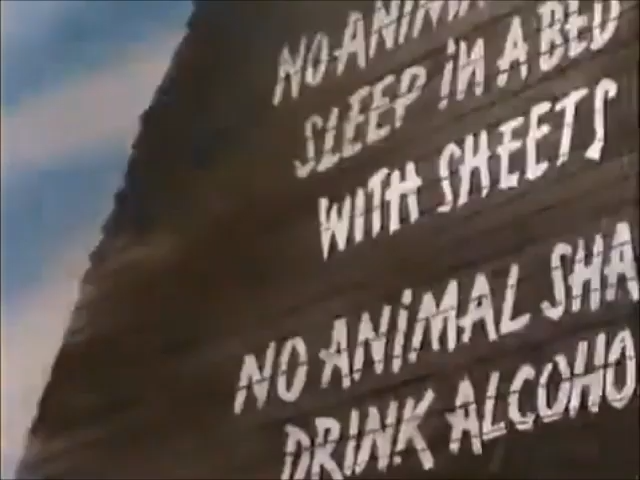 NO ANIM
SLEEP IN A BED
WITH SHEETS
NO ANIMAL SHA
DRINK ALCOHO